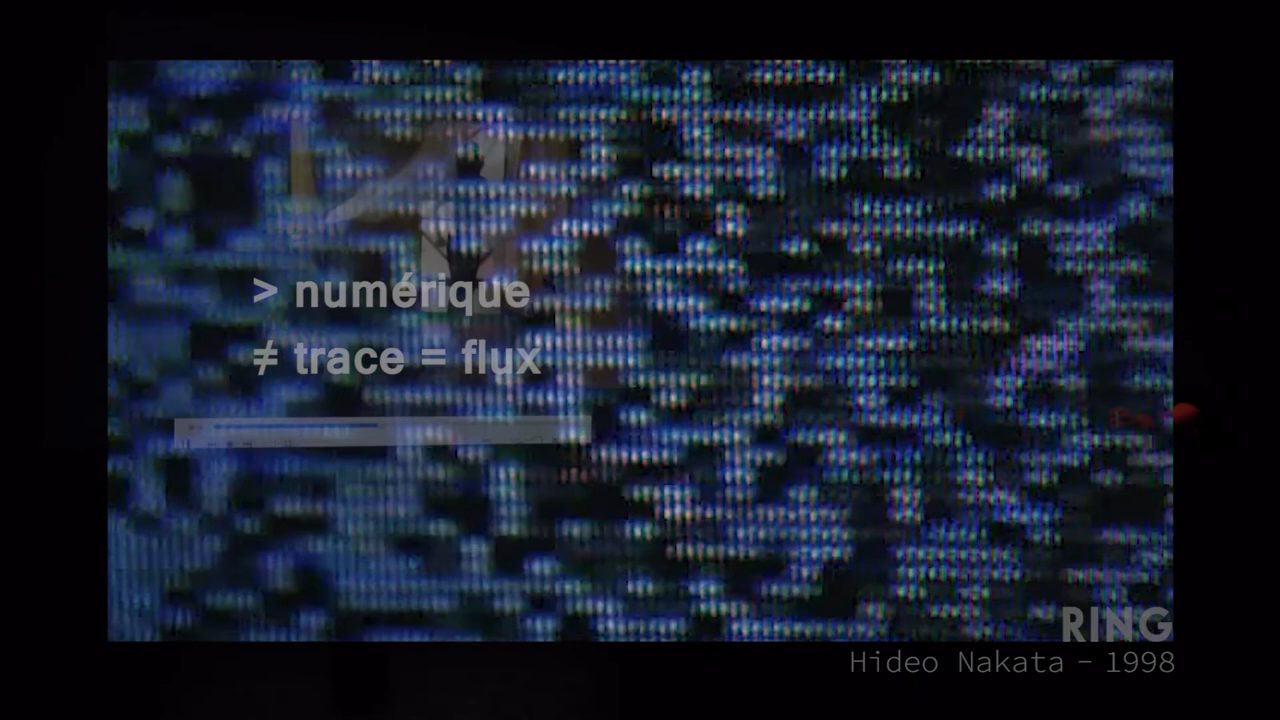 > numérique
≠ trace = flux
RING
Hideo Nakata – 1998